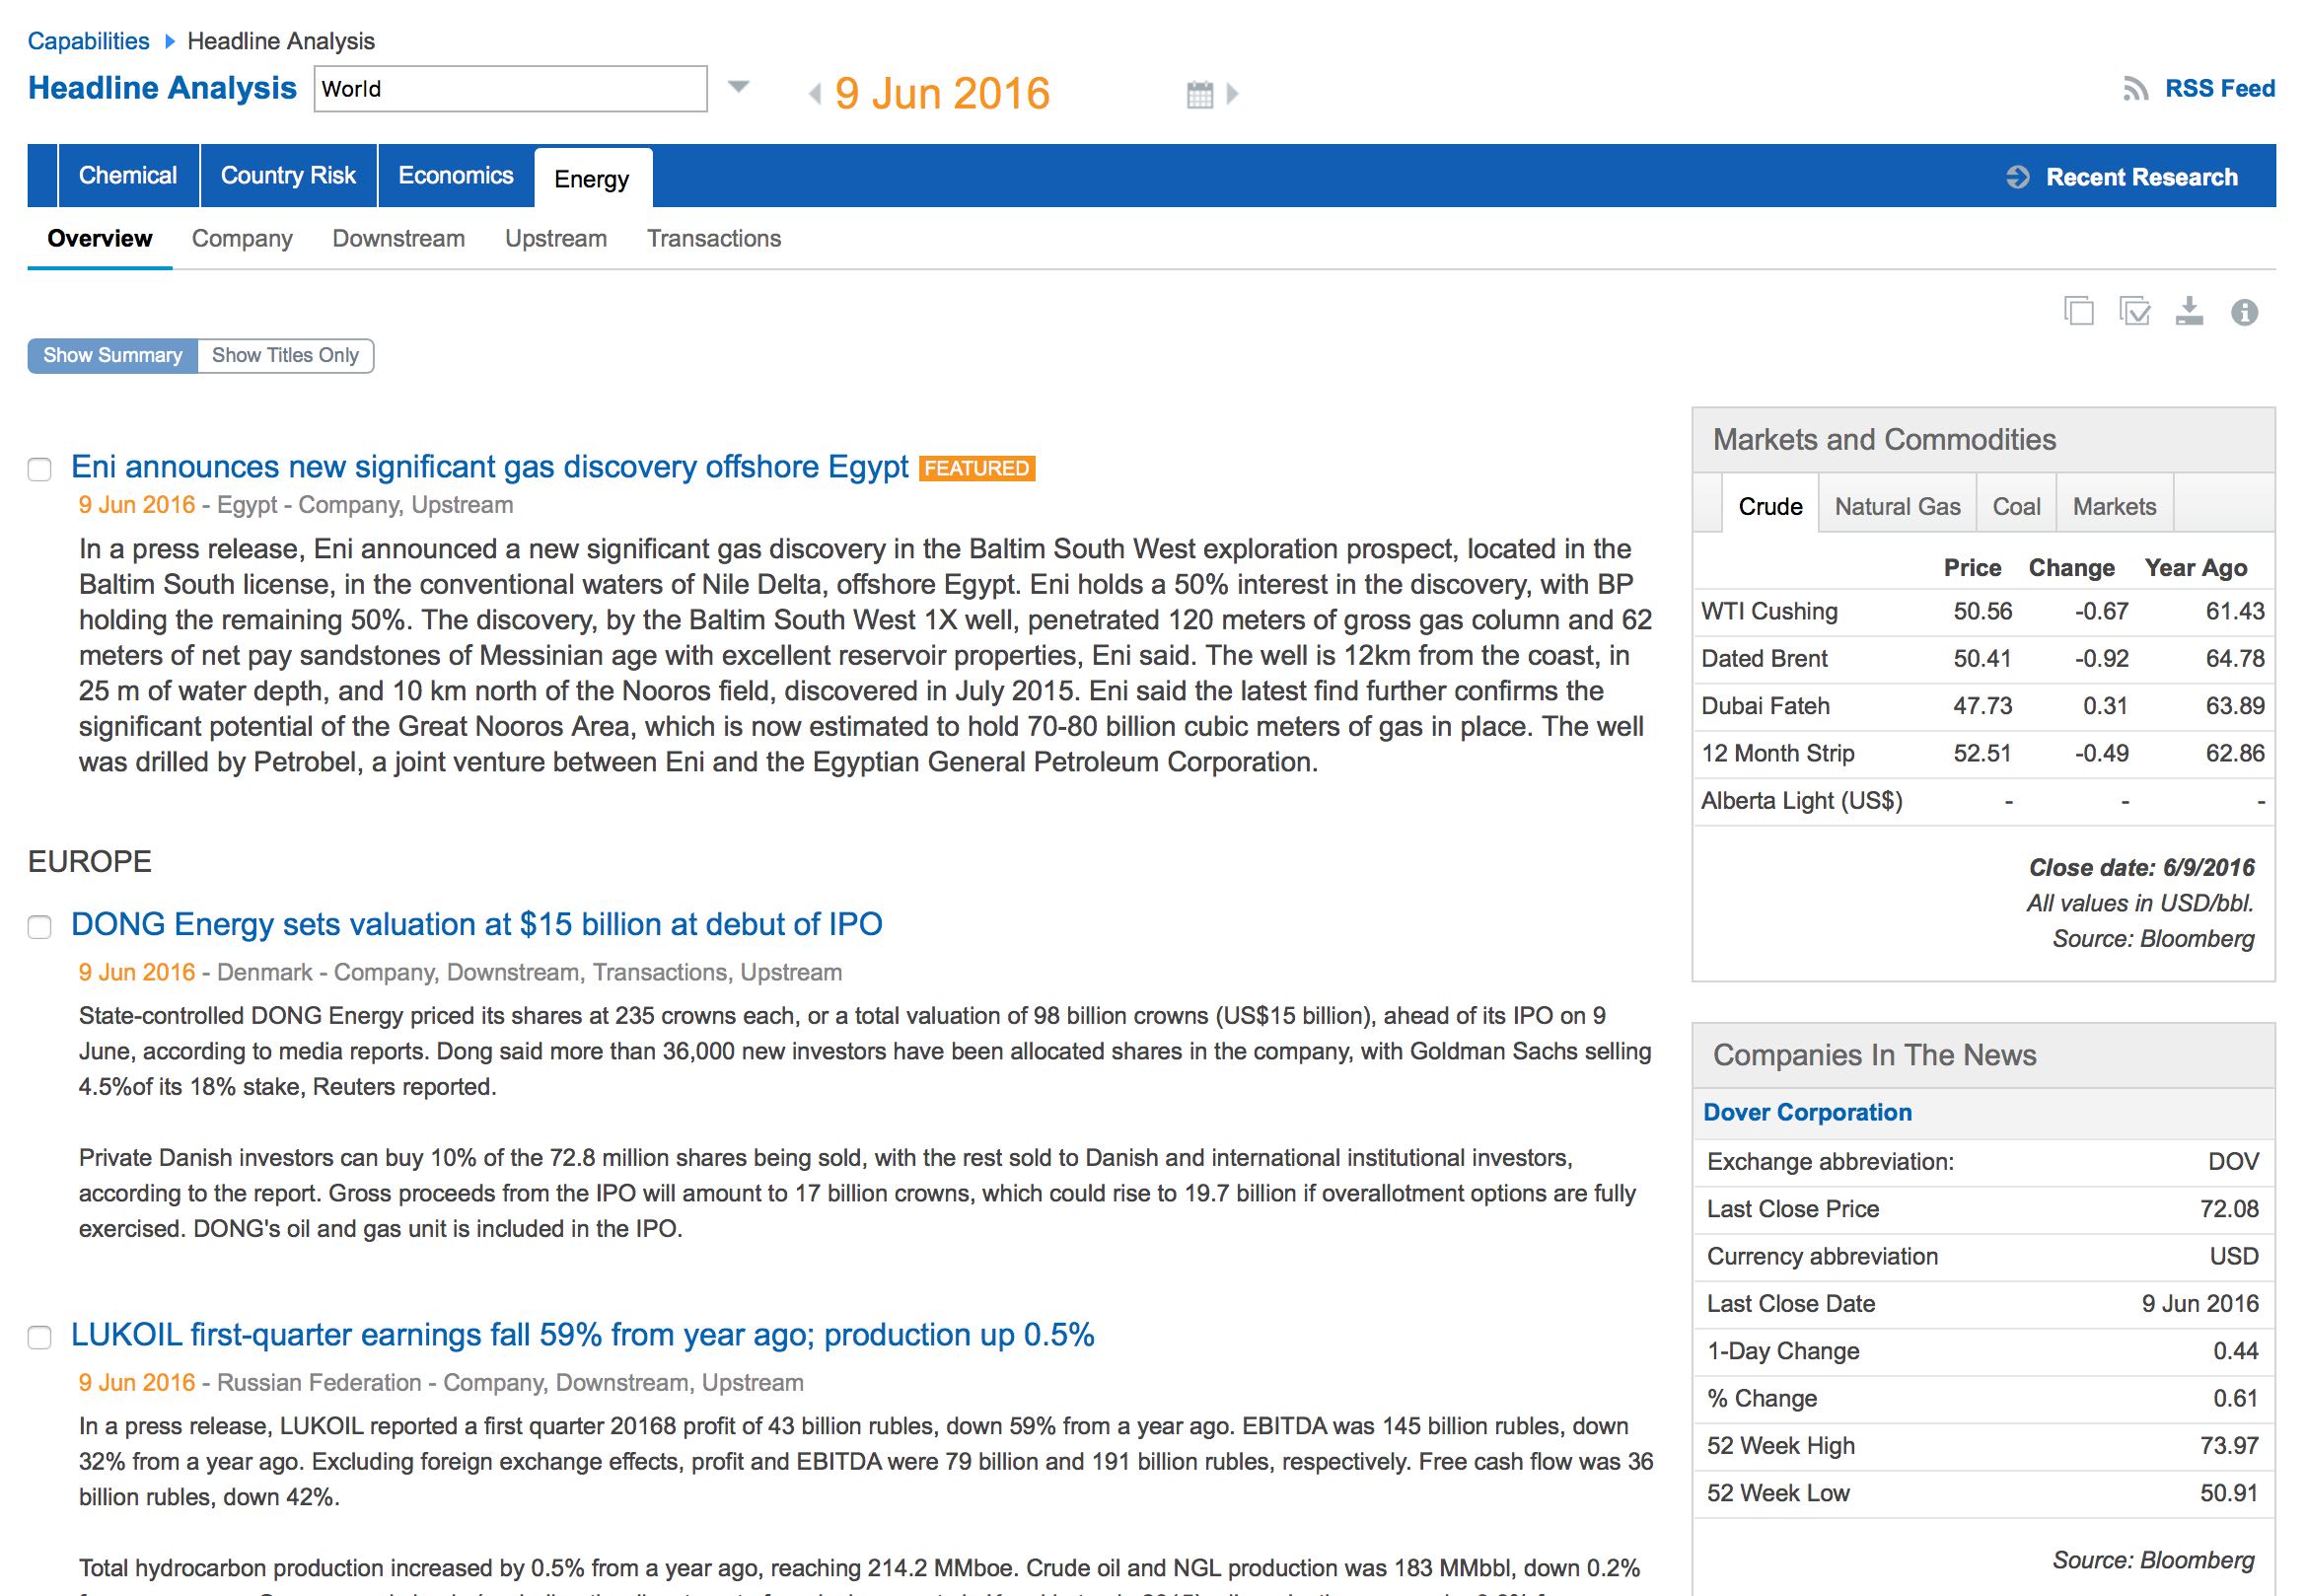 Capabilities Headline Analysis
Headline Analysis World 9 Jun 2016 RSS Feed
Chemical Country Risk Economics Energy Recent Research
Overview Company Downstream Upstream Transactions
Show Summary Show Titles Only
Eni announces new significant gas discovery offshore Egypt FEATURED
9 Jun 2016 - Egypt - Company, Upstream
In a press release, Eni announced a new significant gas discovery in the Baltim South West exploration prospect, located in the
Baltim South license, in the conventional waters of Nile Delta, offshore Egypt. Eni holds a 50% interest in the discovery, with BP
holding the remaining 50%. The discovery, by the Baltim South West 1X well, penetrated 120 meters of gross gas column and 62
meters of net pay sandstones of Messinian age with excellent reservoir properties, Eni said. The well is 12km from the coast, in
25 m of water depth, and 10 km north of the Nooros field, discovered in July 2015. Eni said the latest find further confirms the
significant potential of the Great Nooros Area, which is now estimated to hold 70-80 billion cubic meters of gas in place. The well
was drilled by Petrobel, a joint venture between Eni and the Egyptian General Petroleum Corporation.
EUROPE
DONG Energy sets valuation at $15 billion at debut of IPO
9 Jun 2016 - Denmark - Company, Downstream, Transactions, Upstream
State-controlled DONG Energy priced its shares at 235 crowns each, or a total valuation of 98 billion crowns (US$15 billion), ahead of its IPO on 9
June, according to media reports. Dong said more than 36,000 new investors have been allocated shares in the company, with Goldman Sachs selling
4.5%of its 18% stake, Reuters reported.
Private Danish investors can buy 10% of the 72.8 million shares being sold, with the rest sold to Danish and international institutional investors,
according to the report. Gross proceeds from the IPO will amount to 17 billion crowns, which could rise to 19.7 billion if overallotment options are fully
exercised. DONG's oil and gas unit is included in the IPO.
LUKOIL first-quarter earnings fall 59% from year ago; production up 0.5%
9 Jun 2016 - Russian Federation - Company, Downstream, Upstream
In a press release, LUKOIL reported a first quarter 20168 profit of 43 billion rubles, down 59% from a year ago. EBITDA was 145 billion rubles, down
32% from a year ago. Excluding foreign exchange effects, profit and EBITDA were 79 billion and 191 billion rubles, respectively. Free cash flow was 36
billion rubles, down 42%.
Total hydrocarbon production increased by 0.5% from a year ago, reaching 214.2 MMboe. Crude oil and NGL production was 183 MMbbl, down 0.2%
Markets and Commodities
Crude Natural Gas Coal Markets
Price Change Year Ago
WTI Cushing 50.56 -0.67 61.43
Dated Brent 50.41 -0.92 64.78
Dubai Fateh 47.73 0.31 63.89
12 Month Strip 52.51 -0.49 62.86
Alberta Light (US$) - - -
Close date: 6/9/2016
All values in USD/bbl.
Source: Bloomberg
Companies In The News
Dover Corporation
Exchange abbreviation: DOV
Last Close Price 72.08
Currency abbreviation USD
Last Close Date 9 Jun 2016
1-Day Change 0.44
% Change 0.61
52 Week High 73.97
52 Week Low 50.91
Source: Bloomberg